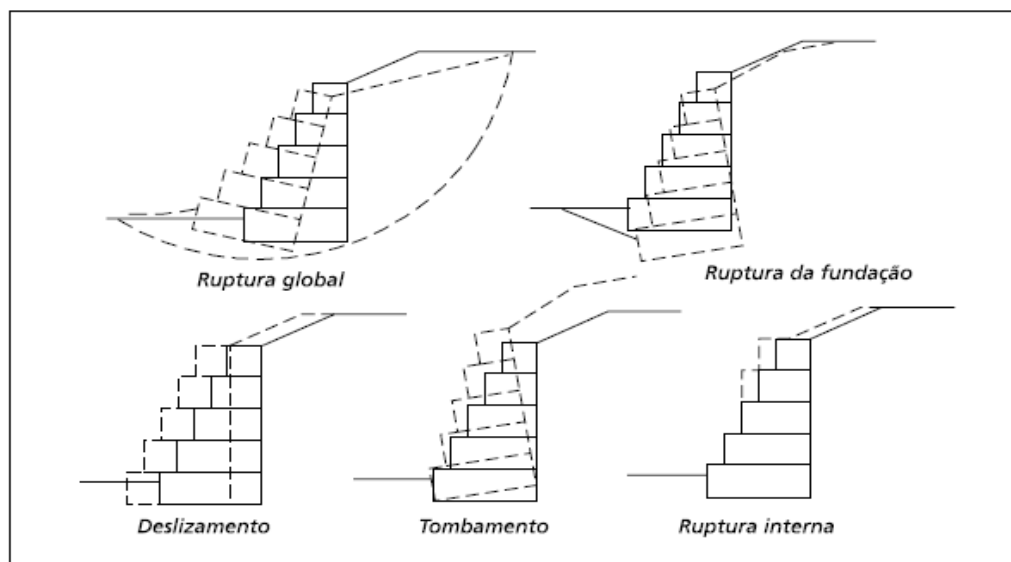 Ruptura global
Ruptura da fundação
Deslizamento
Tombamento
Ruptura interna